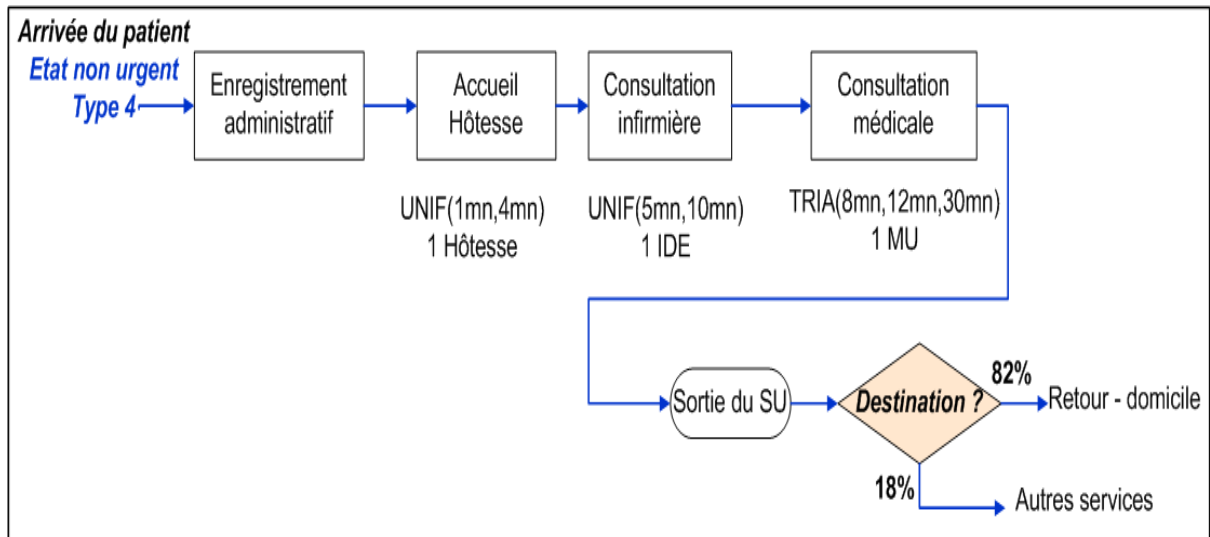 Arrivée du patient
Etat non urgent
Type 4
Enregistrement
administratif
Accueil
Hôtesse
Consultation
infirmière
Consultation
médicale
UNIF(1mn,4mn)
1 Hôtesse
UNIF(5mn,10mn)
1 IDE
TRIA(8mn,12mn,30mn)
1 MU
Sortie du SU
Destination ?
82%
Retour - domicile
18%
Autres services